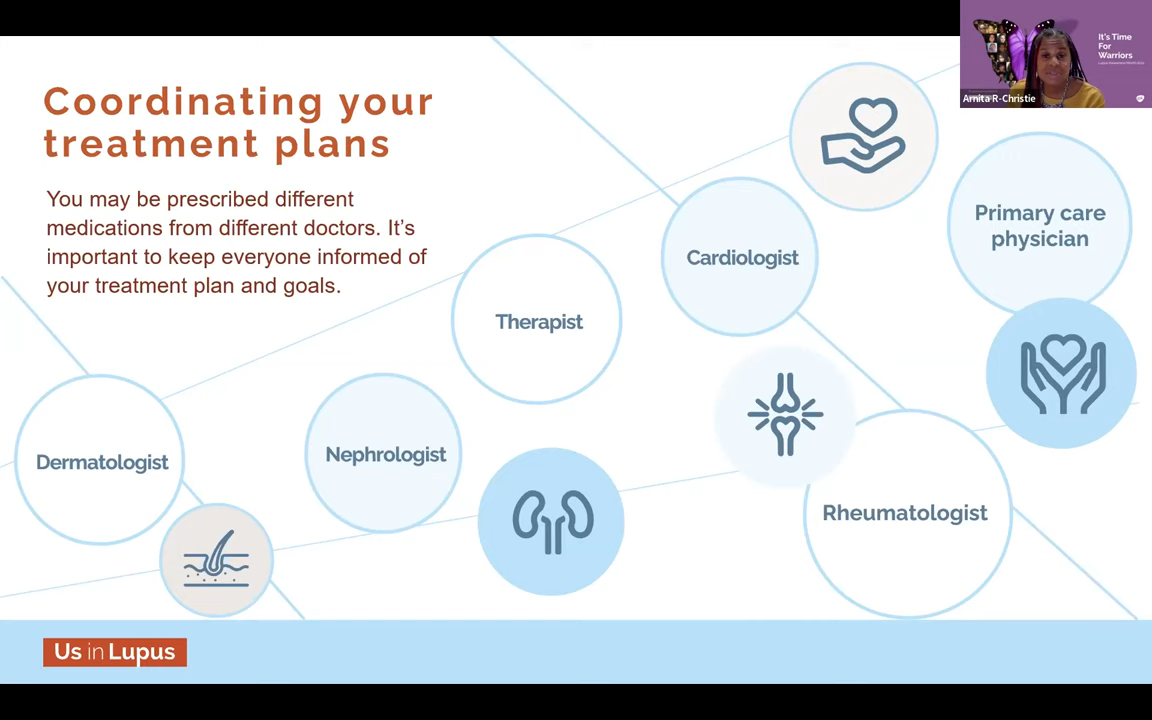 Coordinating your
treatment plans
You may be prescribed different
medications from different doctors. It's
important to keep everyone informed of
your treatment plan and goals.
Dermatologist
Nephrologist
Therapist
Cardiologist
Primary care
physician
Rheumatologist
Us in Lupus
It's Time
For
Warriors
Arnita R-Christie